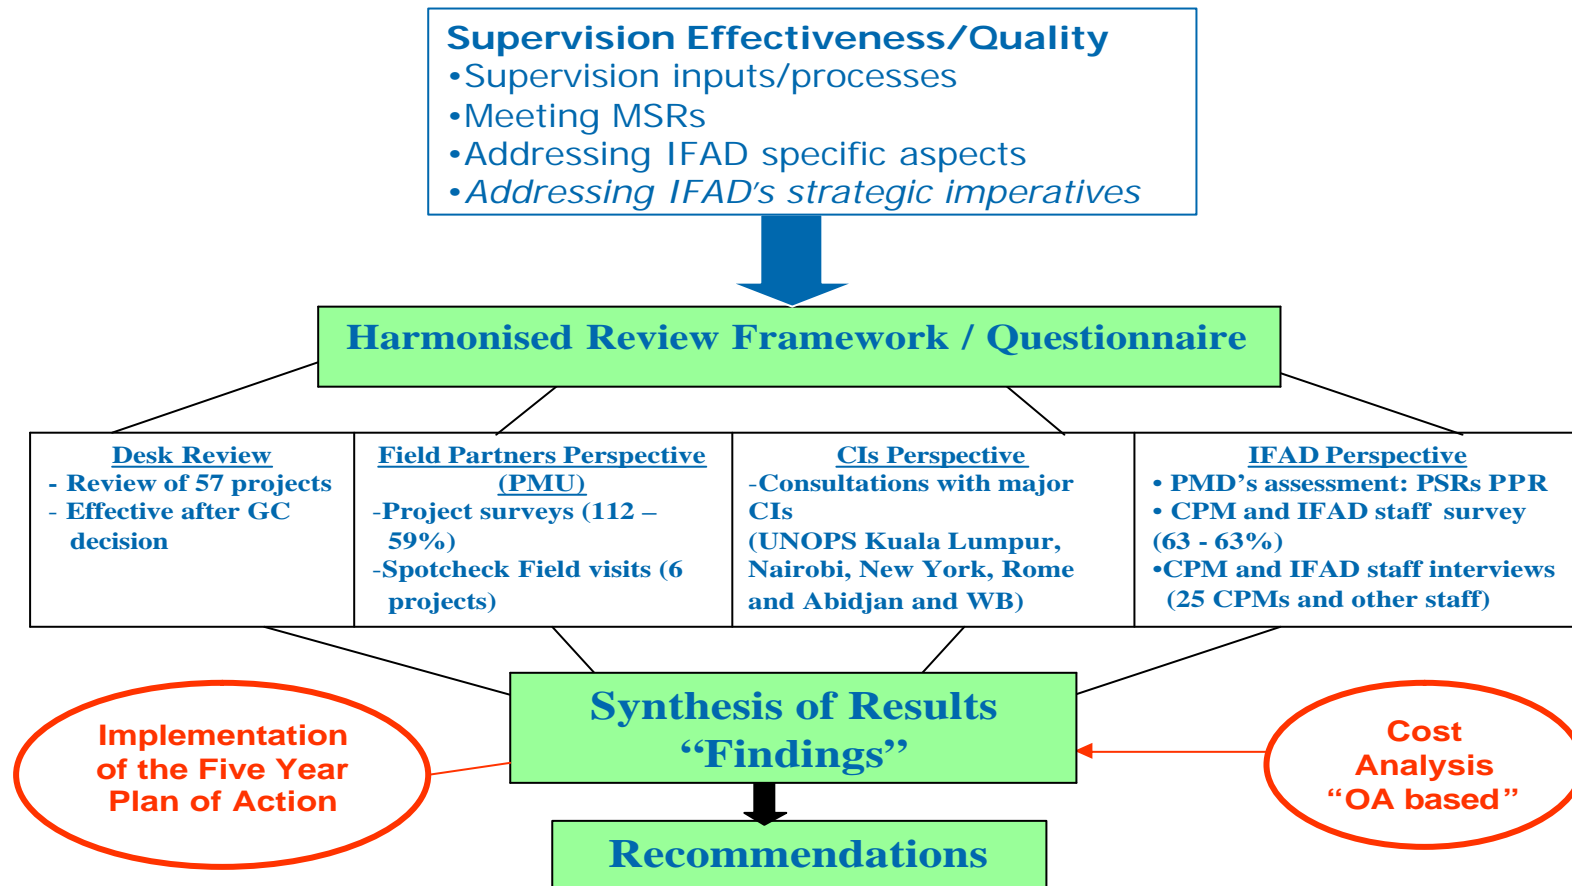 Supervision Effectiveness/Quality
•Supervision inputs/processes
•Meeting MSRs
•Addressing IFAD specific aspects
•Addressing IFAD's strategic imperatives
Harmonised Review Framework / Questionnaire
Desk Review
- Review of 57 projects
- Effective after GC
decision
Field Partners Perspective
(PMU)
-Project surveys (112 –
59%)
-Spotcheck Field visits (6
projects)
CIs Perspective
-Consultations with major
CIs
(UNOPS Kuala Lumpur,
Nairobi, New York, Rome
and Abidjan and WB)
IFAD Perspective
• PMD's assessment: PSRs PPR
• CPM and IFAD staff survey
(63 - 63%)
•CPM and IFAD staff interviews
(25 CPMs and other staff)
Implementation
of the Five Year
Plan of Action
Synthesis of Results
“Findings”
Cost
Analysis
“OA based”
Recommendations